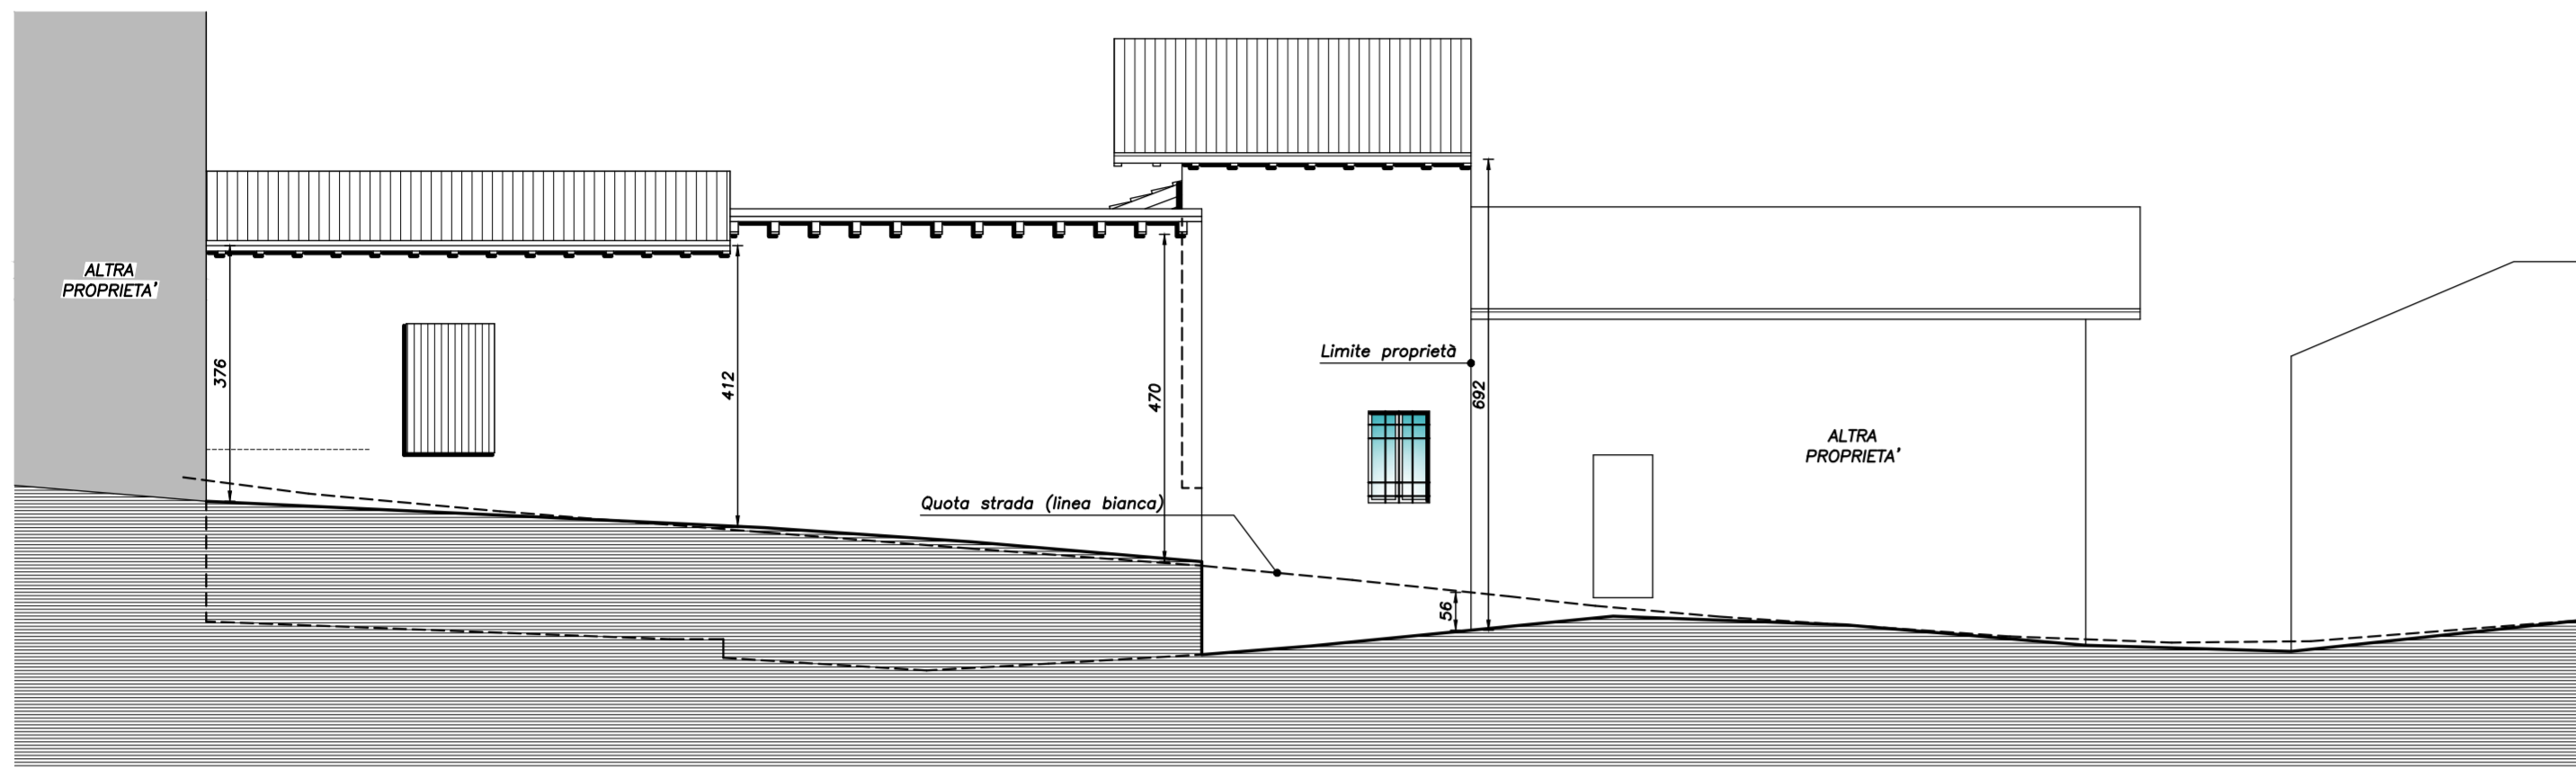 ALTRA
PROPRIETA'
376
412
470
Limite proprietà
692
Quota strada (linea bianca)
56
ALTRA
PROPRIETA'